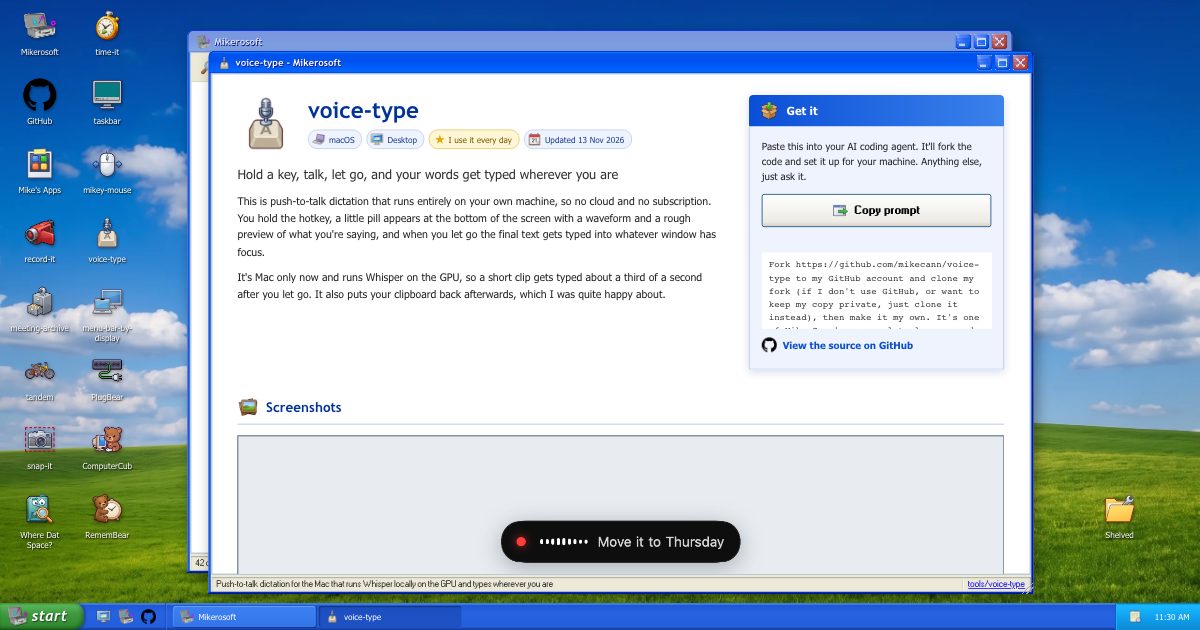 Mikerosoft
time-it
GitHub
taskbar
Mike's Apps
mikey-mouse
record-it
voice-type
meeting-archive
menu-bar-by-
display
tandem
PlugBear
snap-it
ComputerCub
Where Dat
Space?
RememBear
Shelved
Mikerosoft
voice-type - Mikerosoft
voice-type
macOS
Desktop
I use it every day
Updated 13 Nov 2026
Hold a key, talk, let go, and your words get typed wherever you are
This is push-to-talk dictation that runs entirely on your own machine, so no cloud and no subscription.
You hold the hotkey, a little pill appears at the bottom of the screen with a waveform and a rough
preview of what you're saying, and when you let go the final text gets typed into whatever window has
focus.
It's Mac only now and runs Whisper on the GPU, so a short clip gets typed about a third of a second
after you let go. It also puts your clipboard back afterwards, which I was quite happy about.
Get it
Paste this into your AI coding agent. It'll fork the
code and set it up for your machine. Anything else,
just ask it.
Copy prompt
Fork https://github.com/mikecann/voice-
type to my GitHub account and clone my
fork (if I don't use GitHub, or want to
keep my copy private, just clone it
instead), then make it my own. It's one
View the source on GitHub
Screenshots
Move it to Thursday
42
Push-to-talk dictation for the Mac that runs Whisper locally on the GPU and types wherever you are
tools/voice-type
start
Mikerosoft
voice-type
11:30 AM